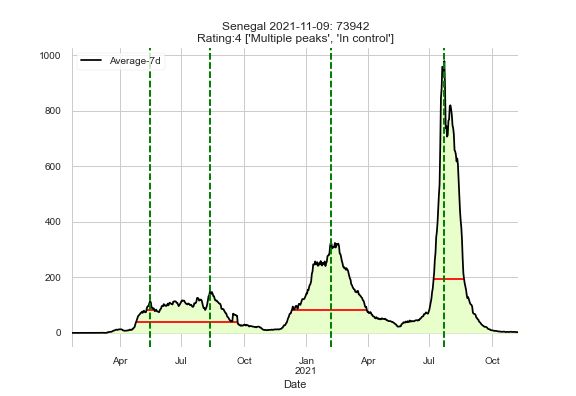 Senegal 2021-11-09: 73942
Rating:4 ['Multiple peaks', 'In control']
1000
Average-7d
800
600
400
200
0
Apr Jul Oct Jan Apr Jul Oct
2021
Date